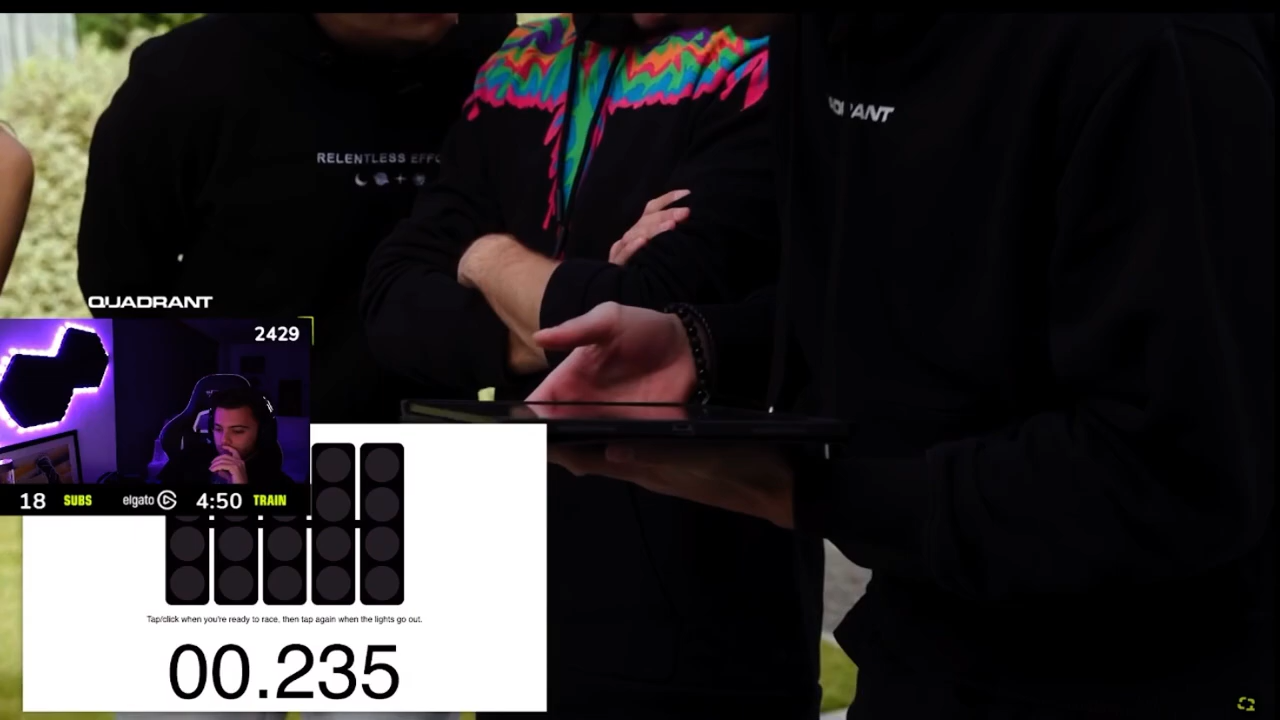 RELENTLESS EFFO
QUADRANT
2429
18 SUBS elgato 4:50 TRAIN
Tap/click when you're ready to race, then tap again when the lights go out.
00.235